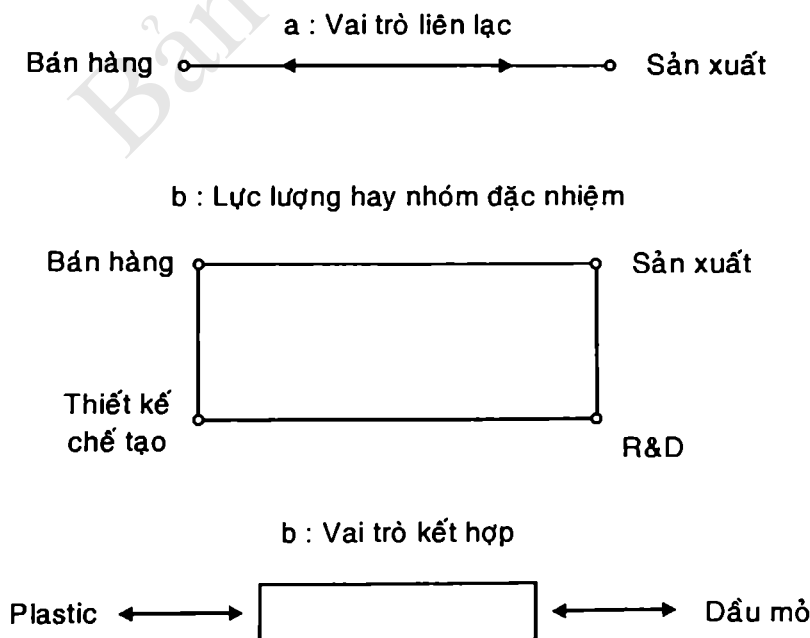 Bản
a : Vai trò liên lạc
Bán hàng
Sản xuất
b : Lực lượng hay nhóm đặc nhiệm
Bán hàng
Sản xuất
Thiết kế
chế tạo
R&D
b : Vai trò kết hợp
Plastic
Dầu mỏ